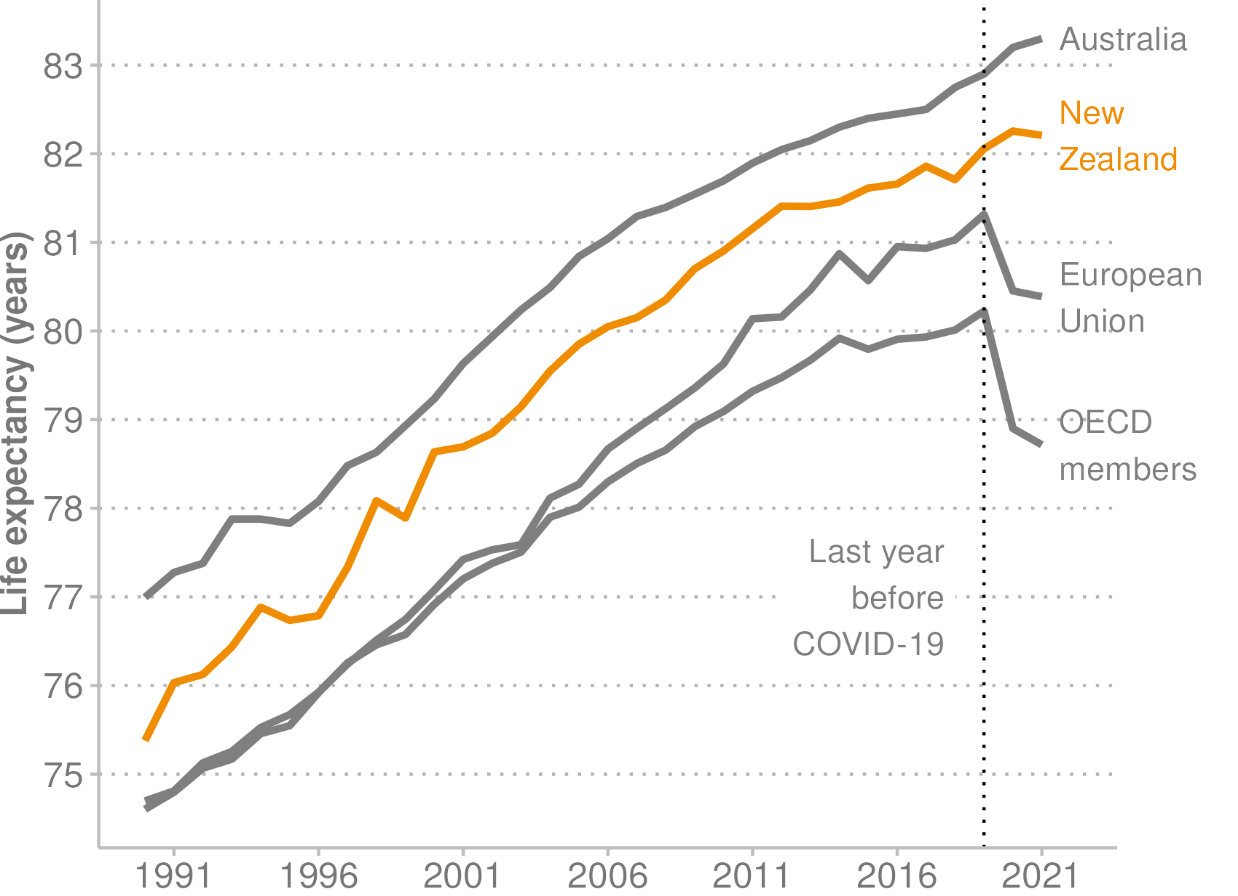 Australia
83
New
82
Zealand
81
European
80
Union
79
OECD
members
78
Last year
77
before
COVID-19
76
75
Life expectancy (years)
1991 1996 2001 2006 2011 2016 2021